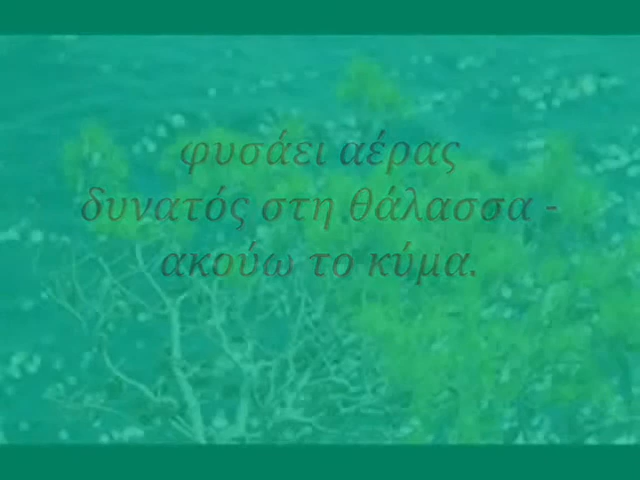 φυσάει αέρας
δυνατός στη θάλασσα -
ακούω το κύμα.